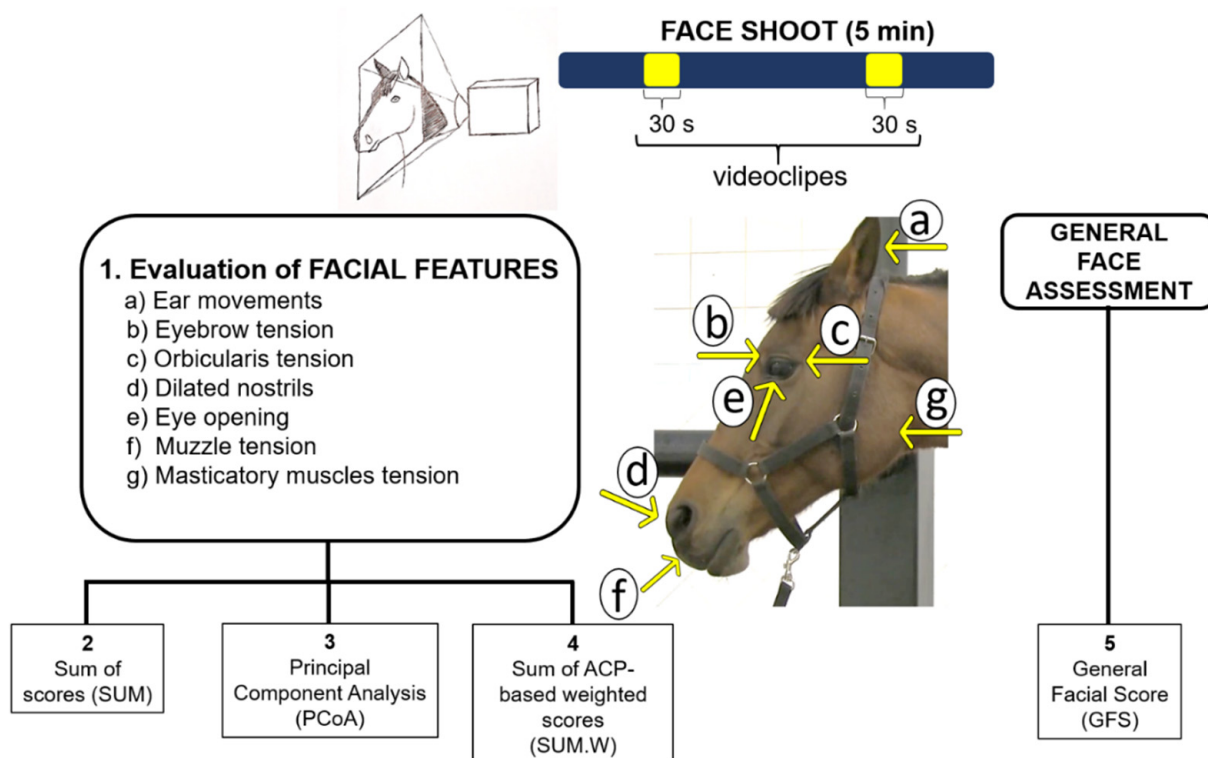 FACE SHOOT (5 min)
30 s
30 s
videoclipes
1. Evaluation of FACIAL FEATURES
a) Ear movements
b) Eyebrow tension
c) Orbicularis tension
d) Dilated nostrils
e) Eye opening
f) Muzzle tension
g) Masticatory muscles tension
a
b
c
e
g
d
f
GENERAL
FACE
ASSESSMENT
2
Sum of
scores (SUM)
3
Principal
Component Analysis
(PCoA)
4
Sum of ACP-
based weighted
scores
(SUM.W)
5
General
Facial Score
(GFS)